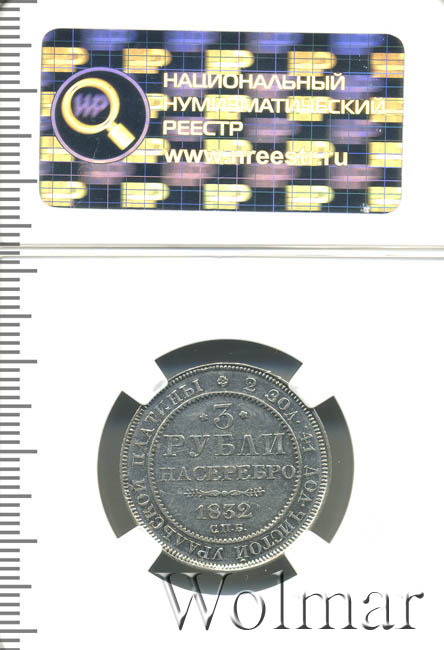 НР
НАЦИОНАЛЬНЫЙ
НУМИЗМАТИЧЕСКИЙ
РЕЕСТР
www.nreestr.ru
2 ЗОЛ. 41 ДОЛ. ЧИСТОЙ УРАЛЬСКОЙ ПЛАТИНЫ
3
РУБЛИ
НА СЕРЕБРО
1832
С.П.Б.
Wolmar